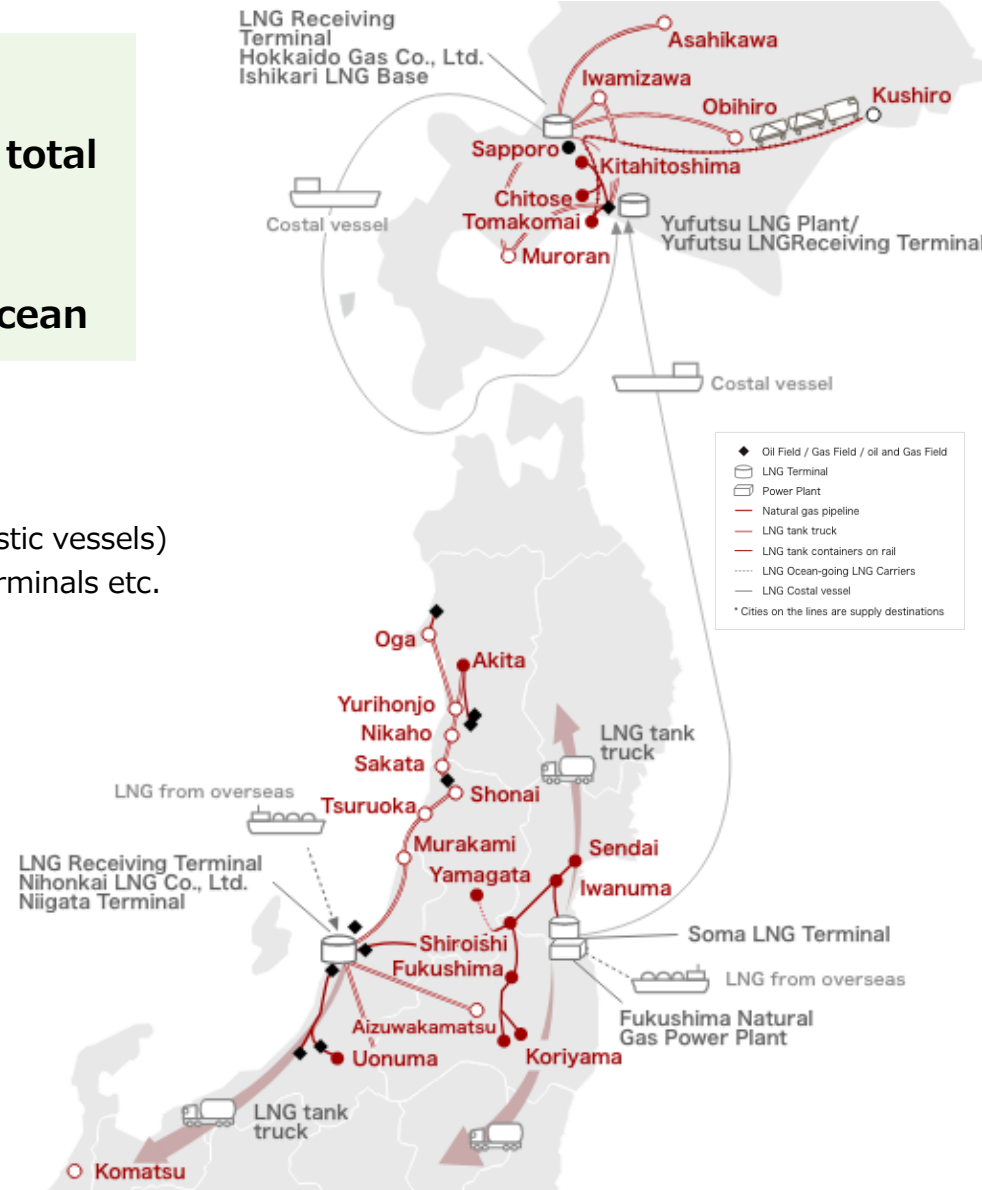 total
cean
stic vessels)
rminals etc.
LNG Receiving
Terminal
Hokkaido Gas Co., Ltd.
Ishikari LNG Base
Asahikawa
Iwamizawa
Obihiro
Kushiro
Sapporo
Kitahitoshima
Chitose
Tomakomai
Muroran
Yufutsu LNG Plant/
Yufutsu LNGReceiving Terminal
Costal vessel
Costal vessel
Oil Field / Gas Field / oil and Gas Field
LNG Terminal
Power Plant
Natural gas pipeline
LNG tank truck
LNG tank containers on rail
LNG Ocean-going LNG Carriers
LNG Costal vessel
* Cities on the lines are supply destinations
Oga
Akita
Yurihonjo
Nikaho
Sakata
Shonai
Tsuruoka
Murakami
Yamagata
LNG tank
truck
LNG from overseas
LNG Receiving Terminal
Nihonkai LNG Co., Ltd.
Niigata Terminal
Sendai
Iwanuma
Shiroishi
Fukushima
Soma LNG Terminal
LNG from overseas
Fukushima Natural
Gas Power Plant
Aizuwakamatsu
Koriyama
Uonuma
LNG tank
truck
Komatsu